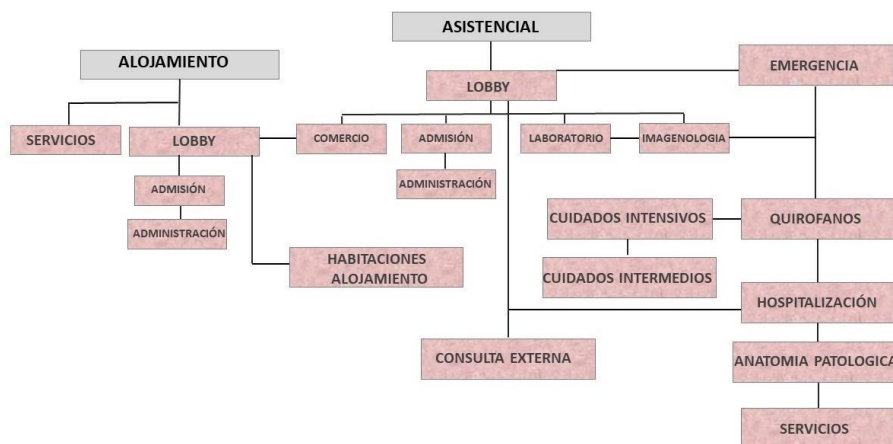 ASISTENCIAL
ALOJAMIENTO
EMERGENCIA
LOBBY
SERVICIOS
LOBBY
COMERCIO
ADMISIÓN
LABORATORIO
IMAGENOLOGIA
ADMISIÓN
ADMINISTRACIÓN
ADMINISTRACIÓN
CUIDADOS INTENSIVOS
QUIROFANOS
HABITACIONES
ALOJAMIENTO
CUIDADOS INTERMEDIOS
HOSPITALIZACIÓN
CONSULTA EXTERNA
ANATOMIA PATOLOGICA
SERVICIOS